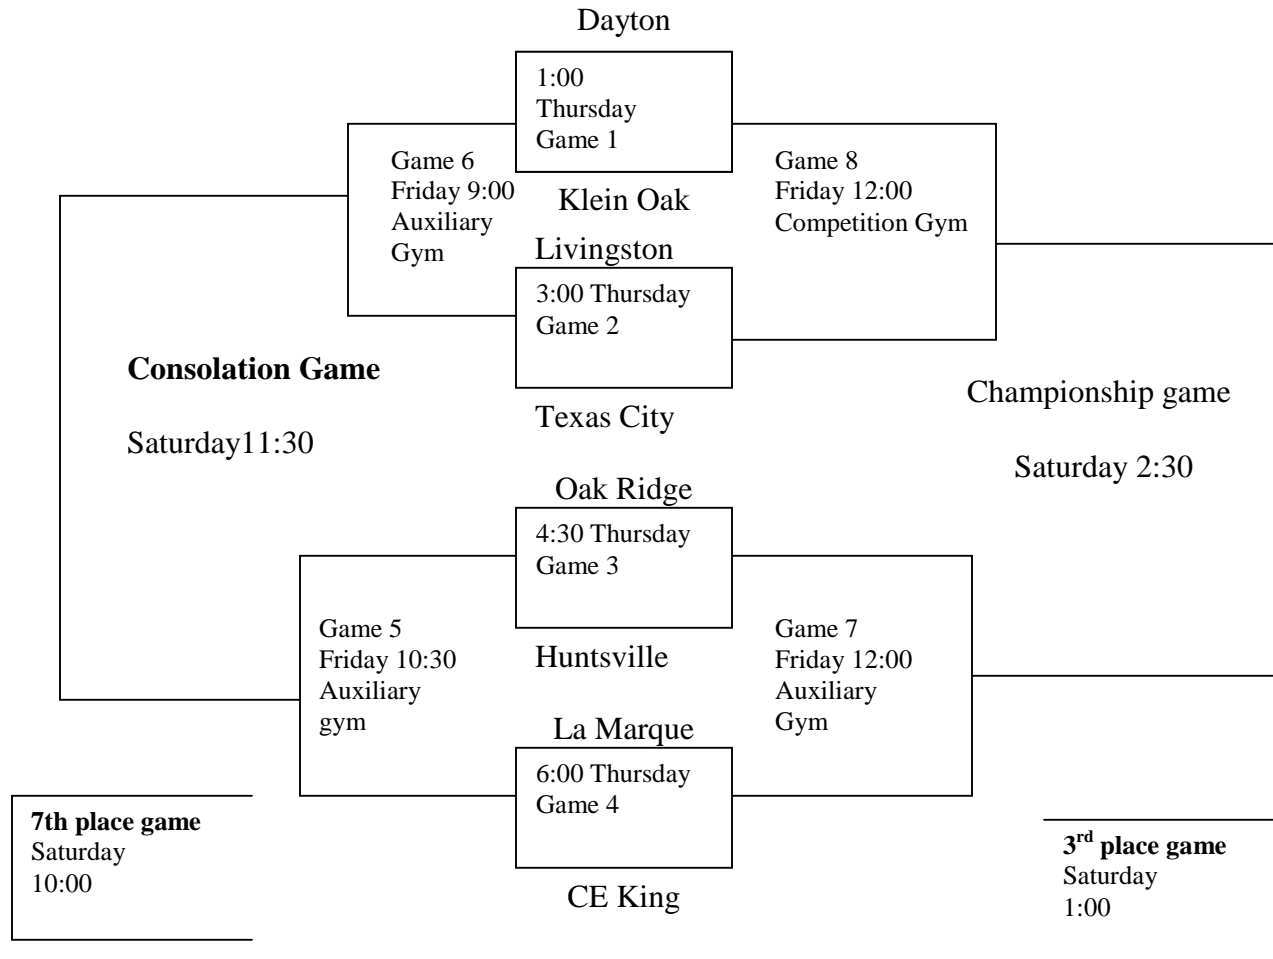 Dayton
1:00
Thursday
Game 1
Game 6
Friday 9:00
Auxiliary
Gym
Game 8
Friday 12:00
Competition Gym
Klein Oak
Livingston
3:00 Thursday
Game 2
Consolation Game
Saturday11:30
Texas City
Championship game
Saturday 2:30
Oak Ridge
4:30 Thursday
Game 3
Game 5
Friday 10:30
Auxiliary
gym
Huntsville
Game 7
Friday 12:00
Auxiliary
Gym
La Marque
6:00 Thursday
Game 4
CE King
7th place game
Saturday
10:00
3rd place game
Saturday
1:00